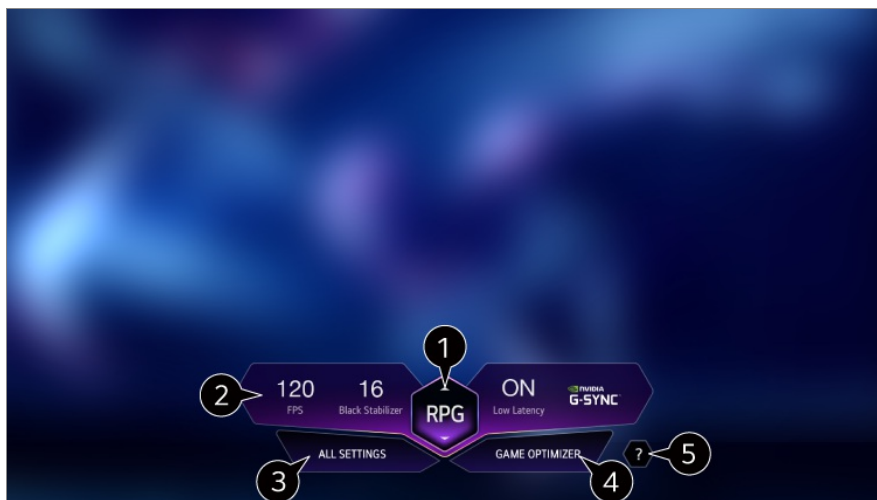 1
2
120
FPS
16
Black Stabilizer
RPG
ON
Low Latency
NVIDIA
G-SYNC
3
ALL SETTINGS
GAME OPTIMIZER
4
?
5